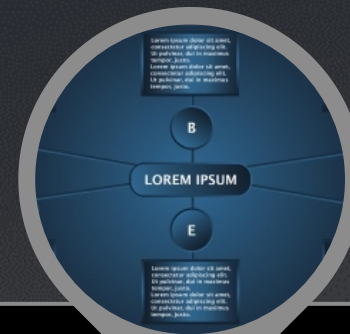 Lorem ipsum dolor sit amet,
consectetur adipiscing elit.
Ut pulvinar, dui in maximus
tempor, justo.
Lorem ipsum dolor sit amet,
consectetur adipiscing elit.
Ut pulvinar, dui in maximus
tempor, justo.
B
LOREM IPSUM
E
Lorem ipsum dolor sit amet,
consectetur adipiscing elit.
Ut pulvinar, dui in maximus
tempor, justo.
Lorem ipsum dolor sit amet,
consectetur adipiscing elit.
Ut pulvinar, dui in maximus
tempor, justo.